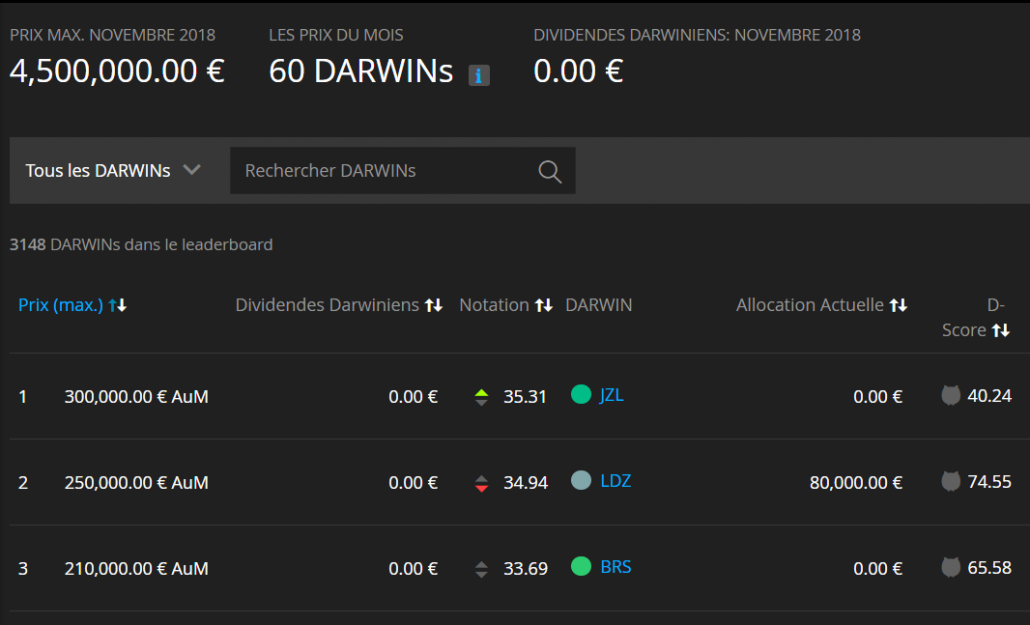 PRIX MAX. NOVEMBRE 2018 LES PRIX DU MOIS DIVIDENDES DARWINIENS: NOVEMBRE 2018
4,500,000.00 € 60 DARWINs i 0.00 €
Tous les DARWINs Rechercher DARWINs
3148 DARWINs dans le leaderboard
Prix (max.) Dividendes Darwiniens Notation DARWIN Allocation Actuelle D-
Score
1 300,000.00 € AuM 0.00 € 35.31 JZL 0.00 € 40.24
2 250,000.00 € AuM 0.00 € 34.94 LDZ 80,000.00 € 74.55
3 210,000.00 € AuM 0.00 € 33.69 BRS 0.00 € 65.58